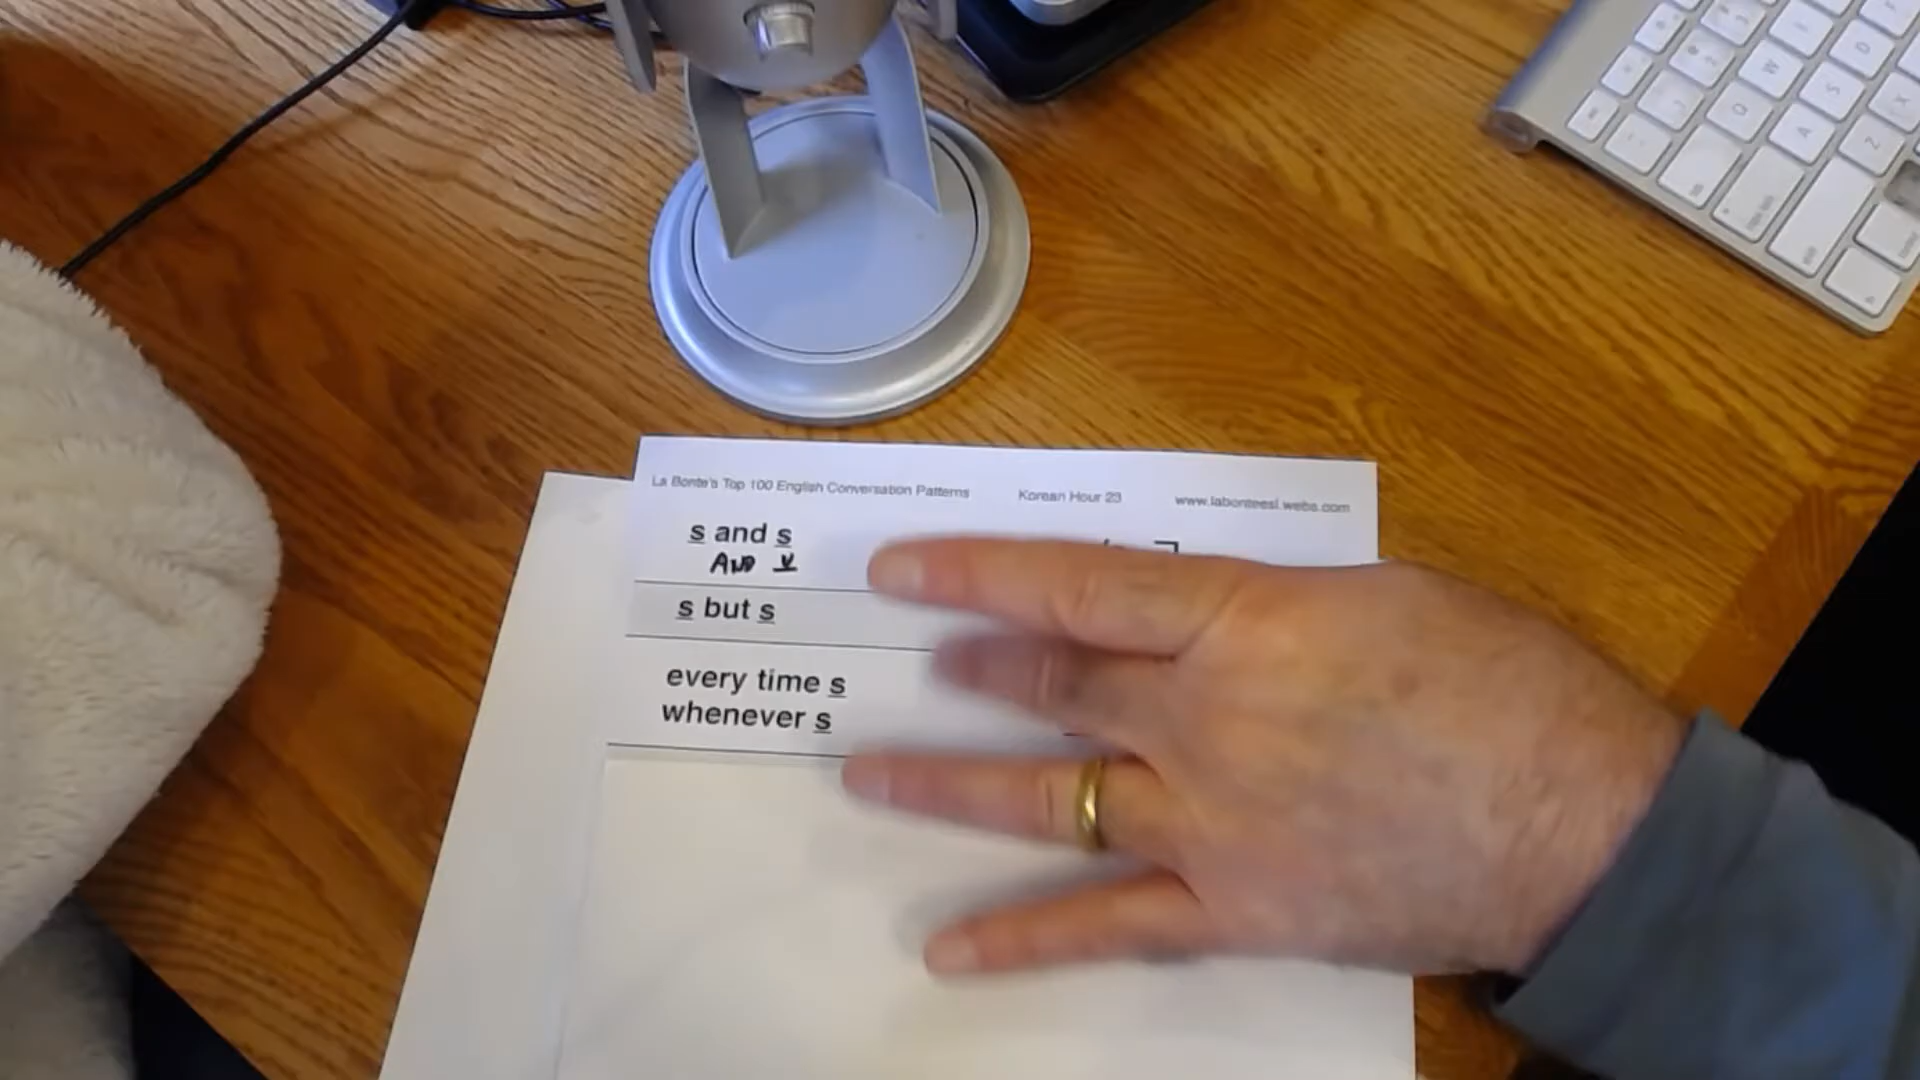 La Bonte's Top 100 English Conversation Patterns Korean Hour 23 www.labonteesl.webs.com
s and s
AND V
s but s
every time s
whenever s